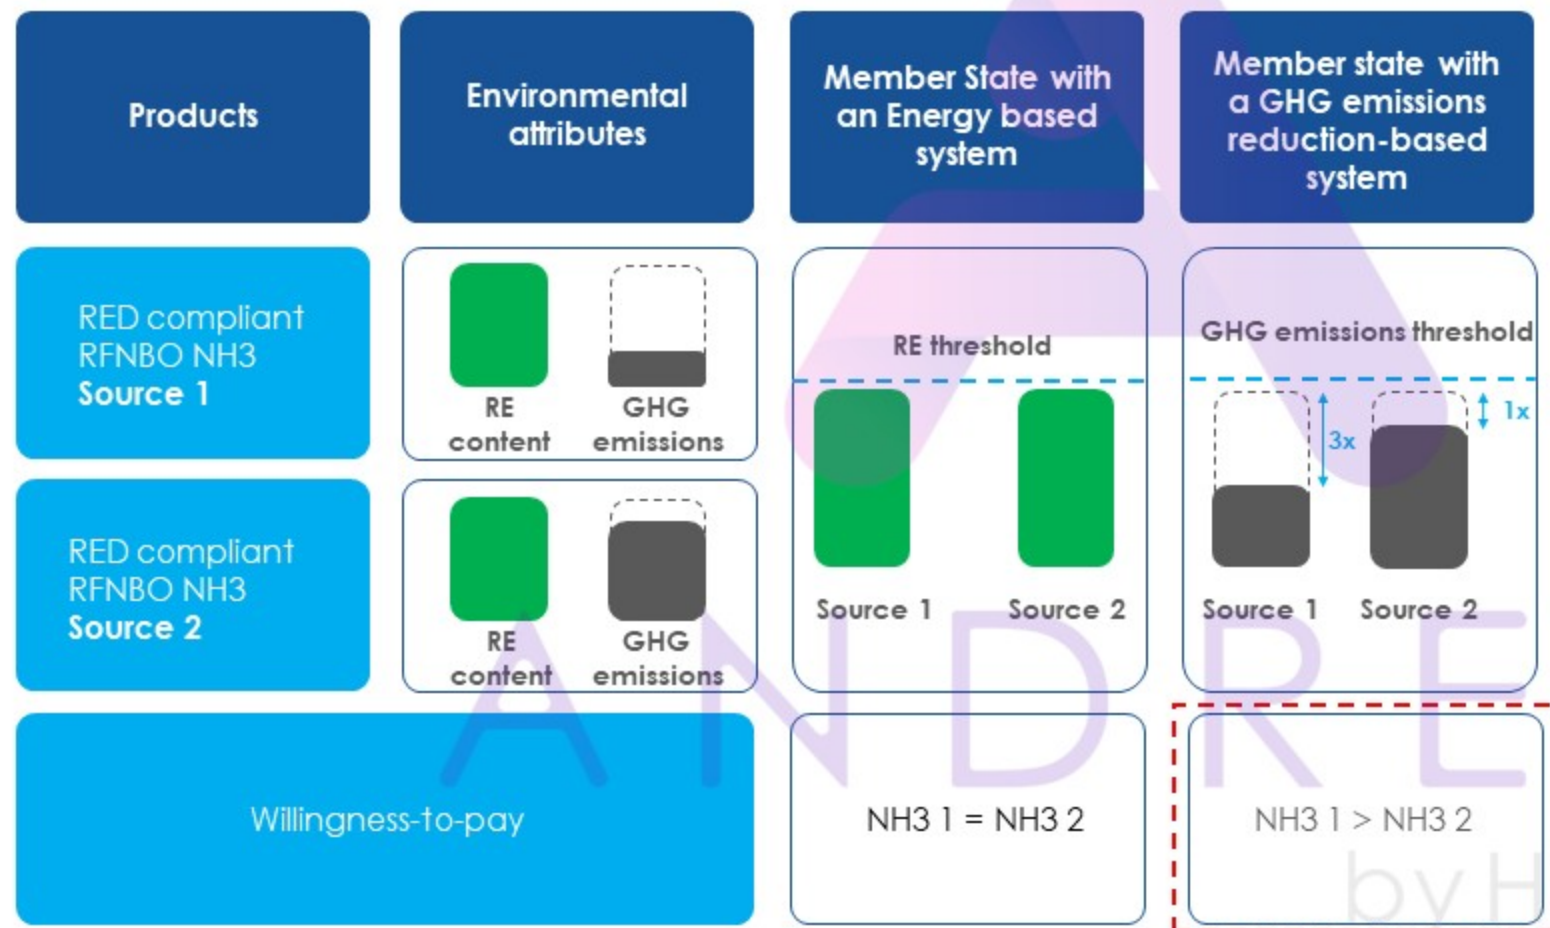 Products
Environmental
attributes
Member State with
an Energy based
system
Member state with
a GHG emissions
reduction-based
system
RED compliant
RFNBO NH3
Source 1
RE
content
GHG
emissions
RED compliant
RFNBO NH3
Source 2
RE
content
GHG
emissions
RE threshold
Source 1
Source 2
GHG emissions threshold
3x
1x
Source 1
Source 2
Willingness-to-pay
NH3 1 = NH3 2
NH3 1 > NH3 2
ANDRE
by H